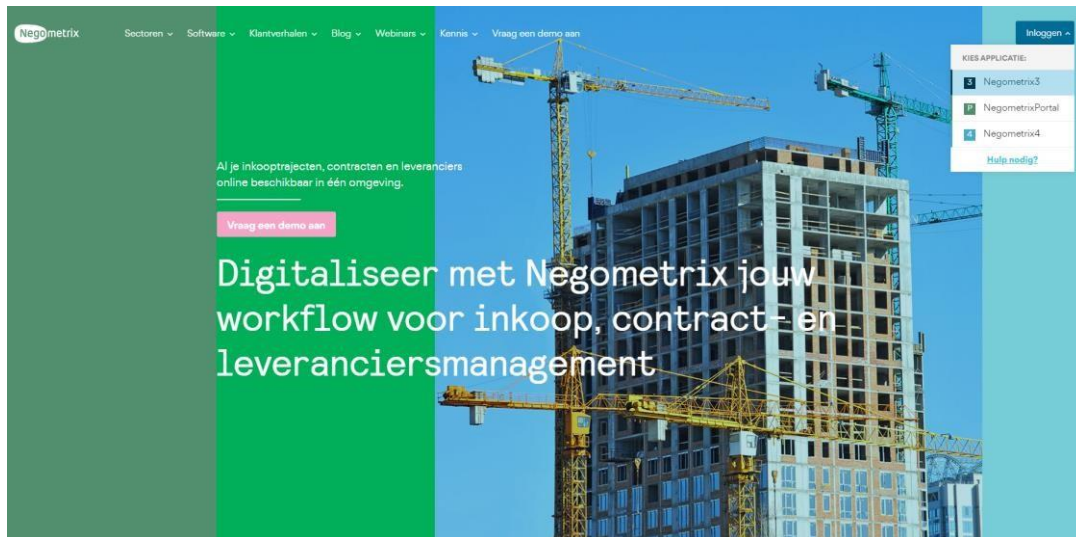 Negometrix
Sectoren Software Klantverhalen Blog Webinars Kennis Vraag een demo aan
Inloggen
KIES APPLICATIE:
3 Negometrix3
P NegometrixPortal
4 Negometrix4
Hulp nodig?
Al je inkooptrajecten, contracten en leveranciers
online beschikbaar in één omgeving.
Vraag een demo aan
Digitaliseer met Negometrix jouw
workflow voor inkoop, contract- en
leveranciersmanagement